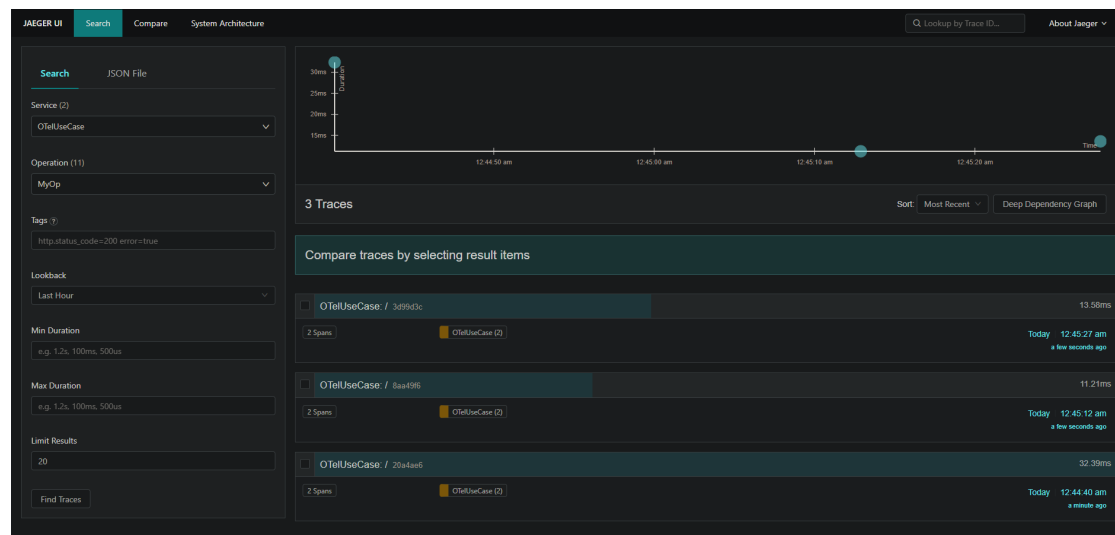 JAEGER UI Search Compare System Architecture Lookup by Trace ID... About Jaeger
Search JSON File
Service (2)
OTelUseCase
Operation (11)
MyOp
Tags ?
http.status_code=200 error=true
Lookback
Last Hour
Min Duration
e.g. 1.2s, 100ms, 500us
Max Duration
e.g. 1.2s, 100ms, 500us
Limit Results
20
Find Traces
Duration
30ms
25ms
20ms
15ms
Time
12:44:50 am 12:45:00 am 12:45:10 am 12:45:20 am
3 Traces Sort: Most Recent Deep Dependency Graph
Compare traces by selecting result items
OTelUseCase: / 3d99d3c 13.58ms
2 Spans OTelUseCase (2) Today 12:45:27 am
a few seconds ago
OTelUseCase: / 8aa49f6 11.21ms
2 Spans OTelUseCase (2) Today 12:45:12 am
a few seconds ago
OTelUseCase: / 20a4ae6 32.39ms
2 Spans OTelUseCase (2) Today 12:44:40 am
a minute ago